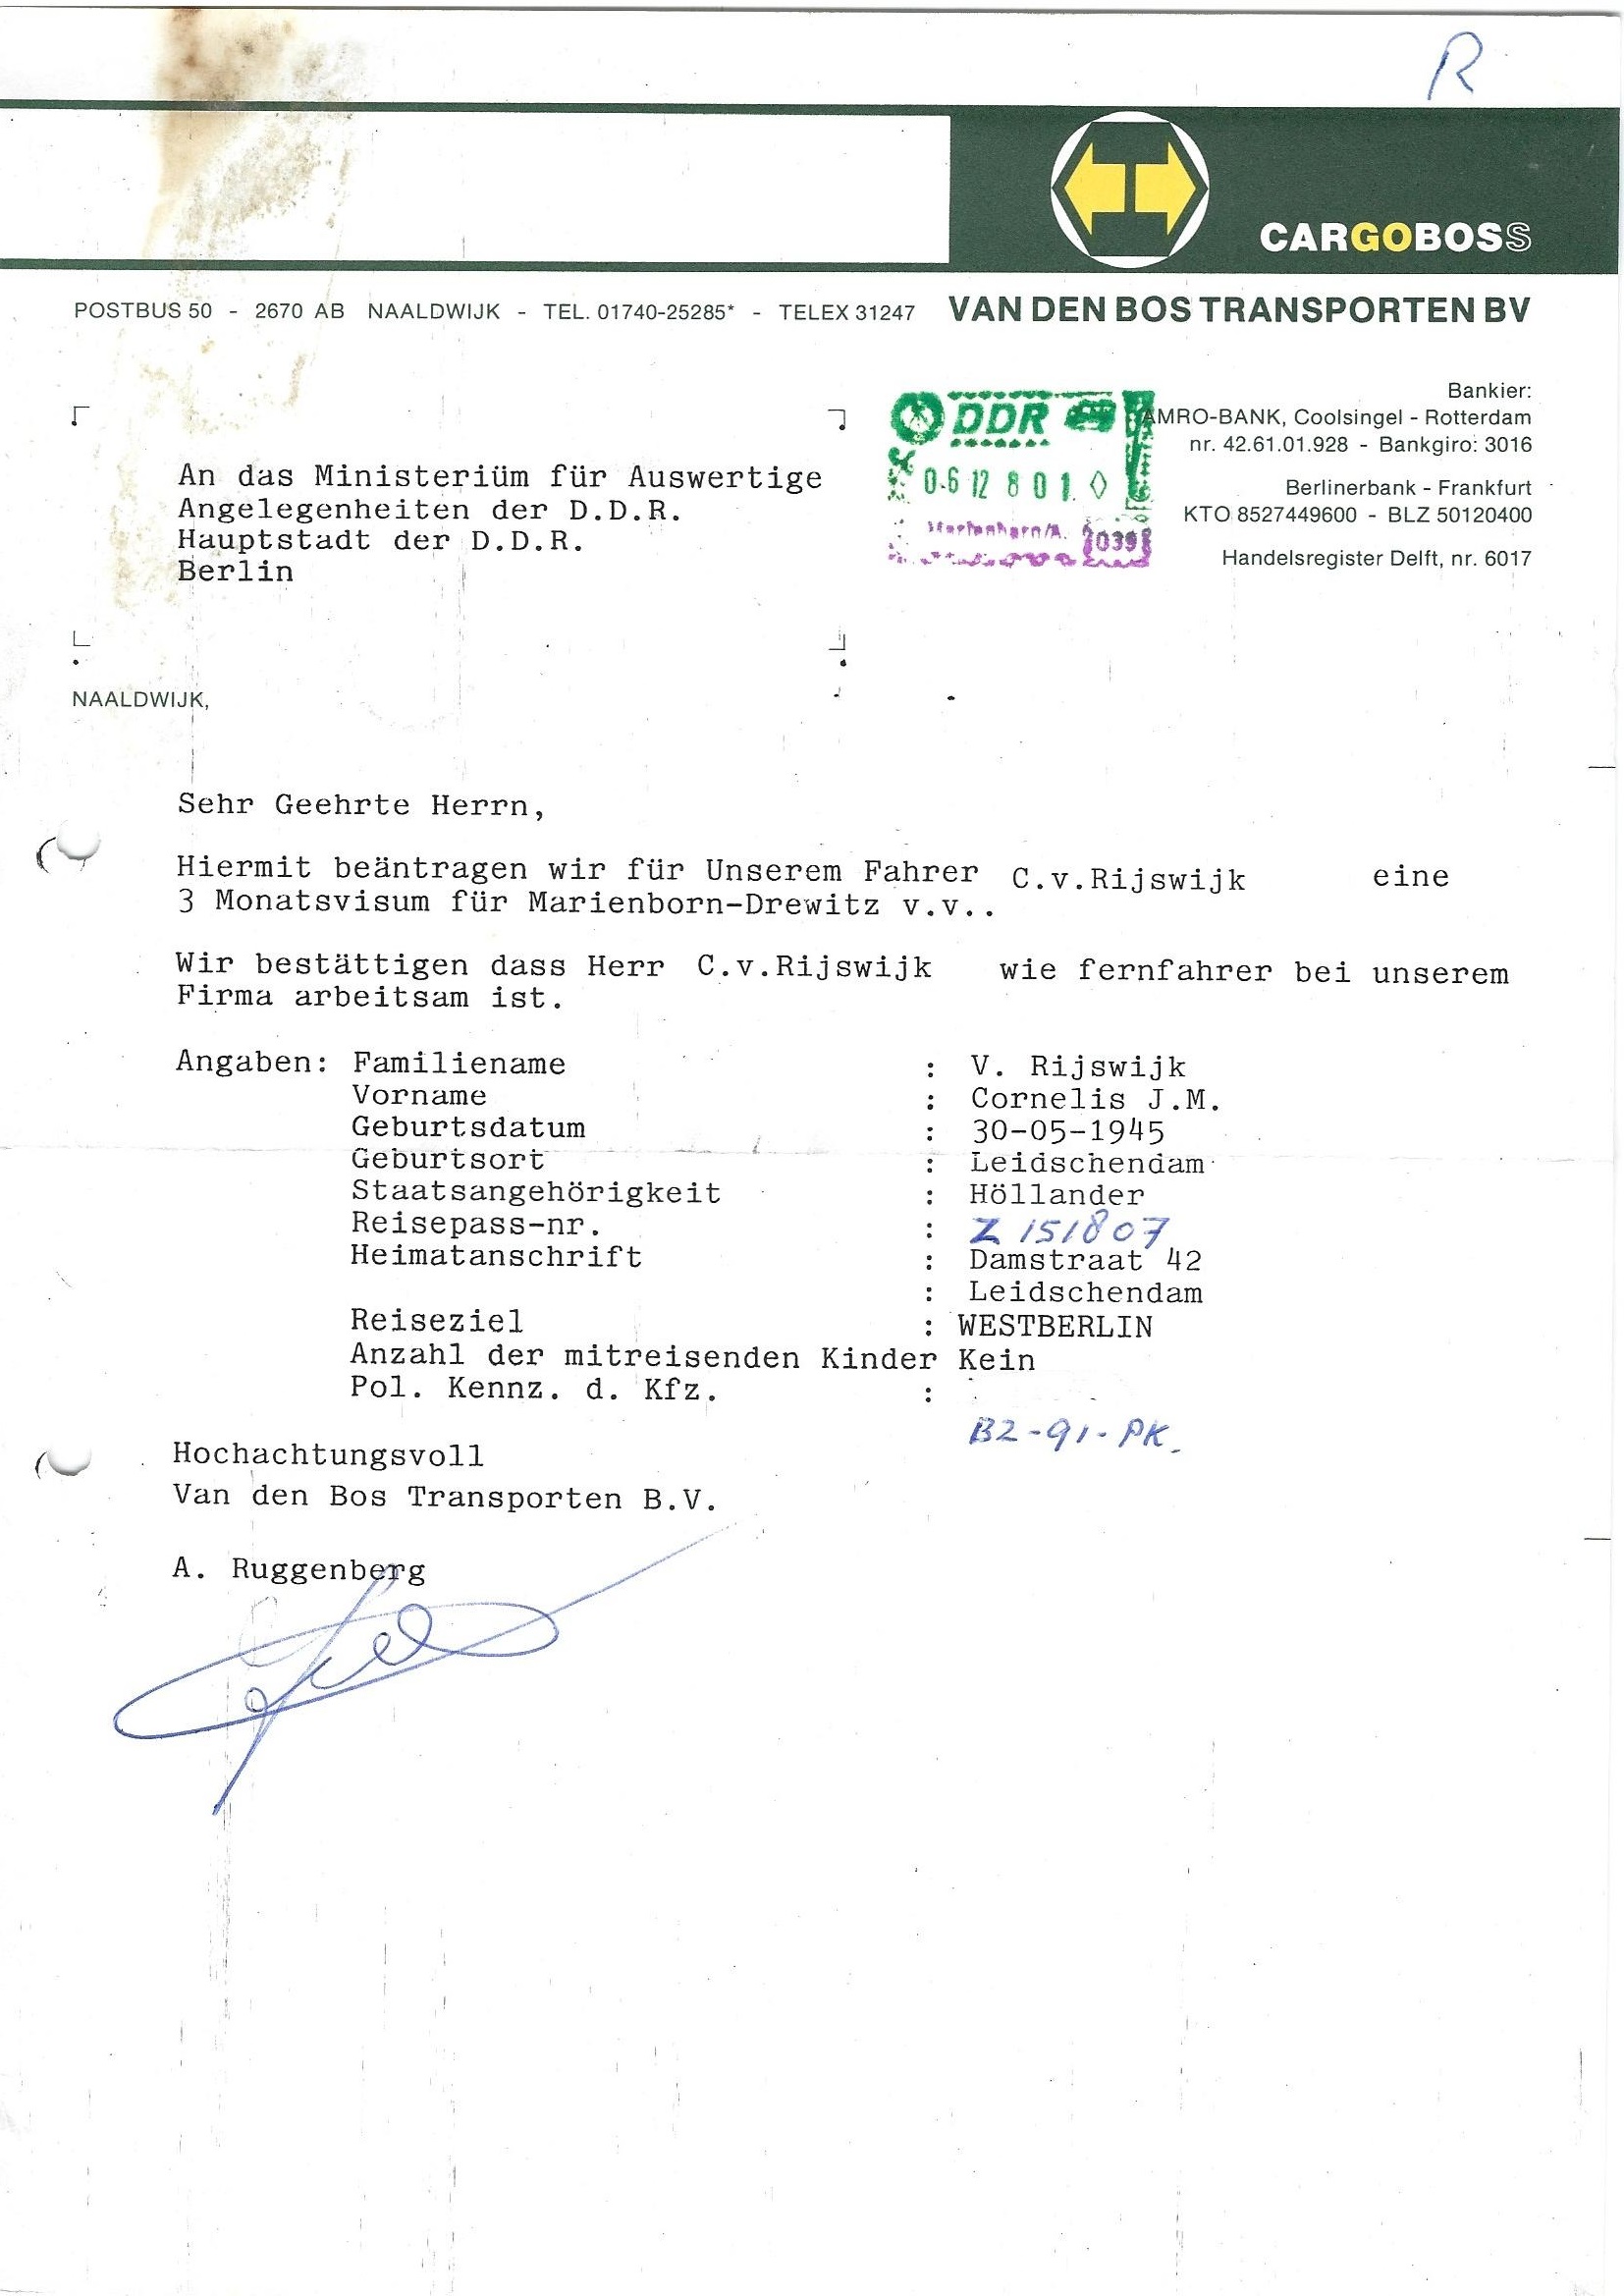 R
CARGOBOSS
POSTBUS 50 - 2670 AB NAALDWIJK - TEL. 01740-25285* - TELEX 31247 VAN DEN BOS TRANSPORTEN BV
Bankier:
AMRO-BANK, Coolsingel - Rotterdam
nr. 42.61.01.928 - Bankgiro: 3016
Berlinerbank - Frankfurt
KTO 8527449600 - BLZ 50120400
Handelsregister Delft, nr. 6017
DDR
06 12 80 1
Marienborn/A. 039
An das Ministeriüm für Auswertige
Angelegenheiten der D.D.R.
Hauptstadt der D.D.R.
Berlin
NAALDWIJK,
Sehr Geehrte Herrn,
Hiermit beäntragen wir für Unserem Fahrer C.v.Rijswijk eine
3 Monatsvisum für Marienborn-Drewitz v.v..
Wir bestättigen dass Herr C.v.Rijswijk wie fernfahrer bei unserem
Firma arbeitsam ist.
Angaben: Familiename : V. Rijswijk
Vorname : Cornelis J.M.
Geburtsdatum : 30-05-1945
Geburtsort : Leidschendam
Staatsangehörigkeit : Höllander
Reisepass-nr. : Z 151807
Heimatanschrift : Damstraat 42
: Leidschendam
Reiseziel : WESTBERLIN
Anzahl der mitreisenden Kinder Kein
Pol. Kennz. d. Kfz. :
B2-91-PK.
Hochachtungsvoll
Van den Bos Transporten B.V.
A. Ruggenberg